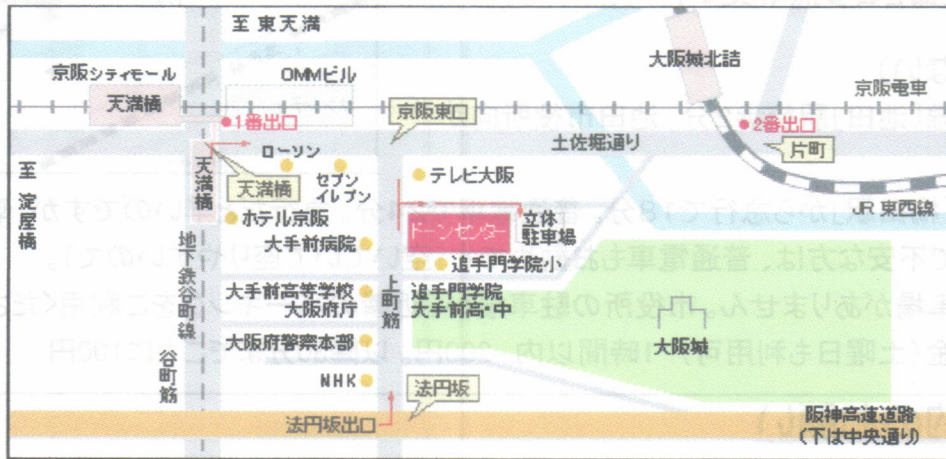 至東天満
京阪シティモール
天満橋
OMMビル
大阪城北詰
京阪電車
1番出口
京阪東口
2番出口
土佐堀通り
片町
至淀屋橋
天満橋
ローソン
天満橋
セブン
イレブン
テレビ大阪
JR東西線
ホテル京阪
ドーンセンター
立体
駐車場
大手前病院
追手門学院小
地下鉄谷町線
谷町筋
上町筋
大手前高等学校
大阪府庁
追手門学院
大手前高・中
大阪城
大阪府警察本部
NHK
法円坂
法円坂出口
阪神高速道路
(下は中央通り)